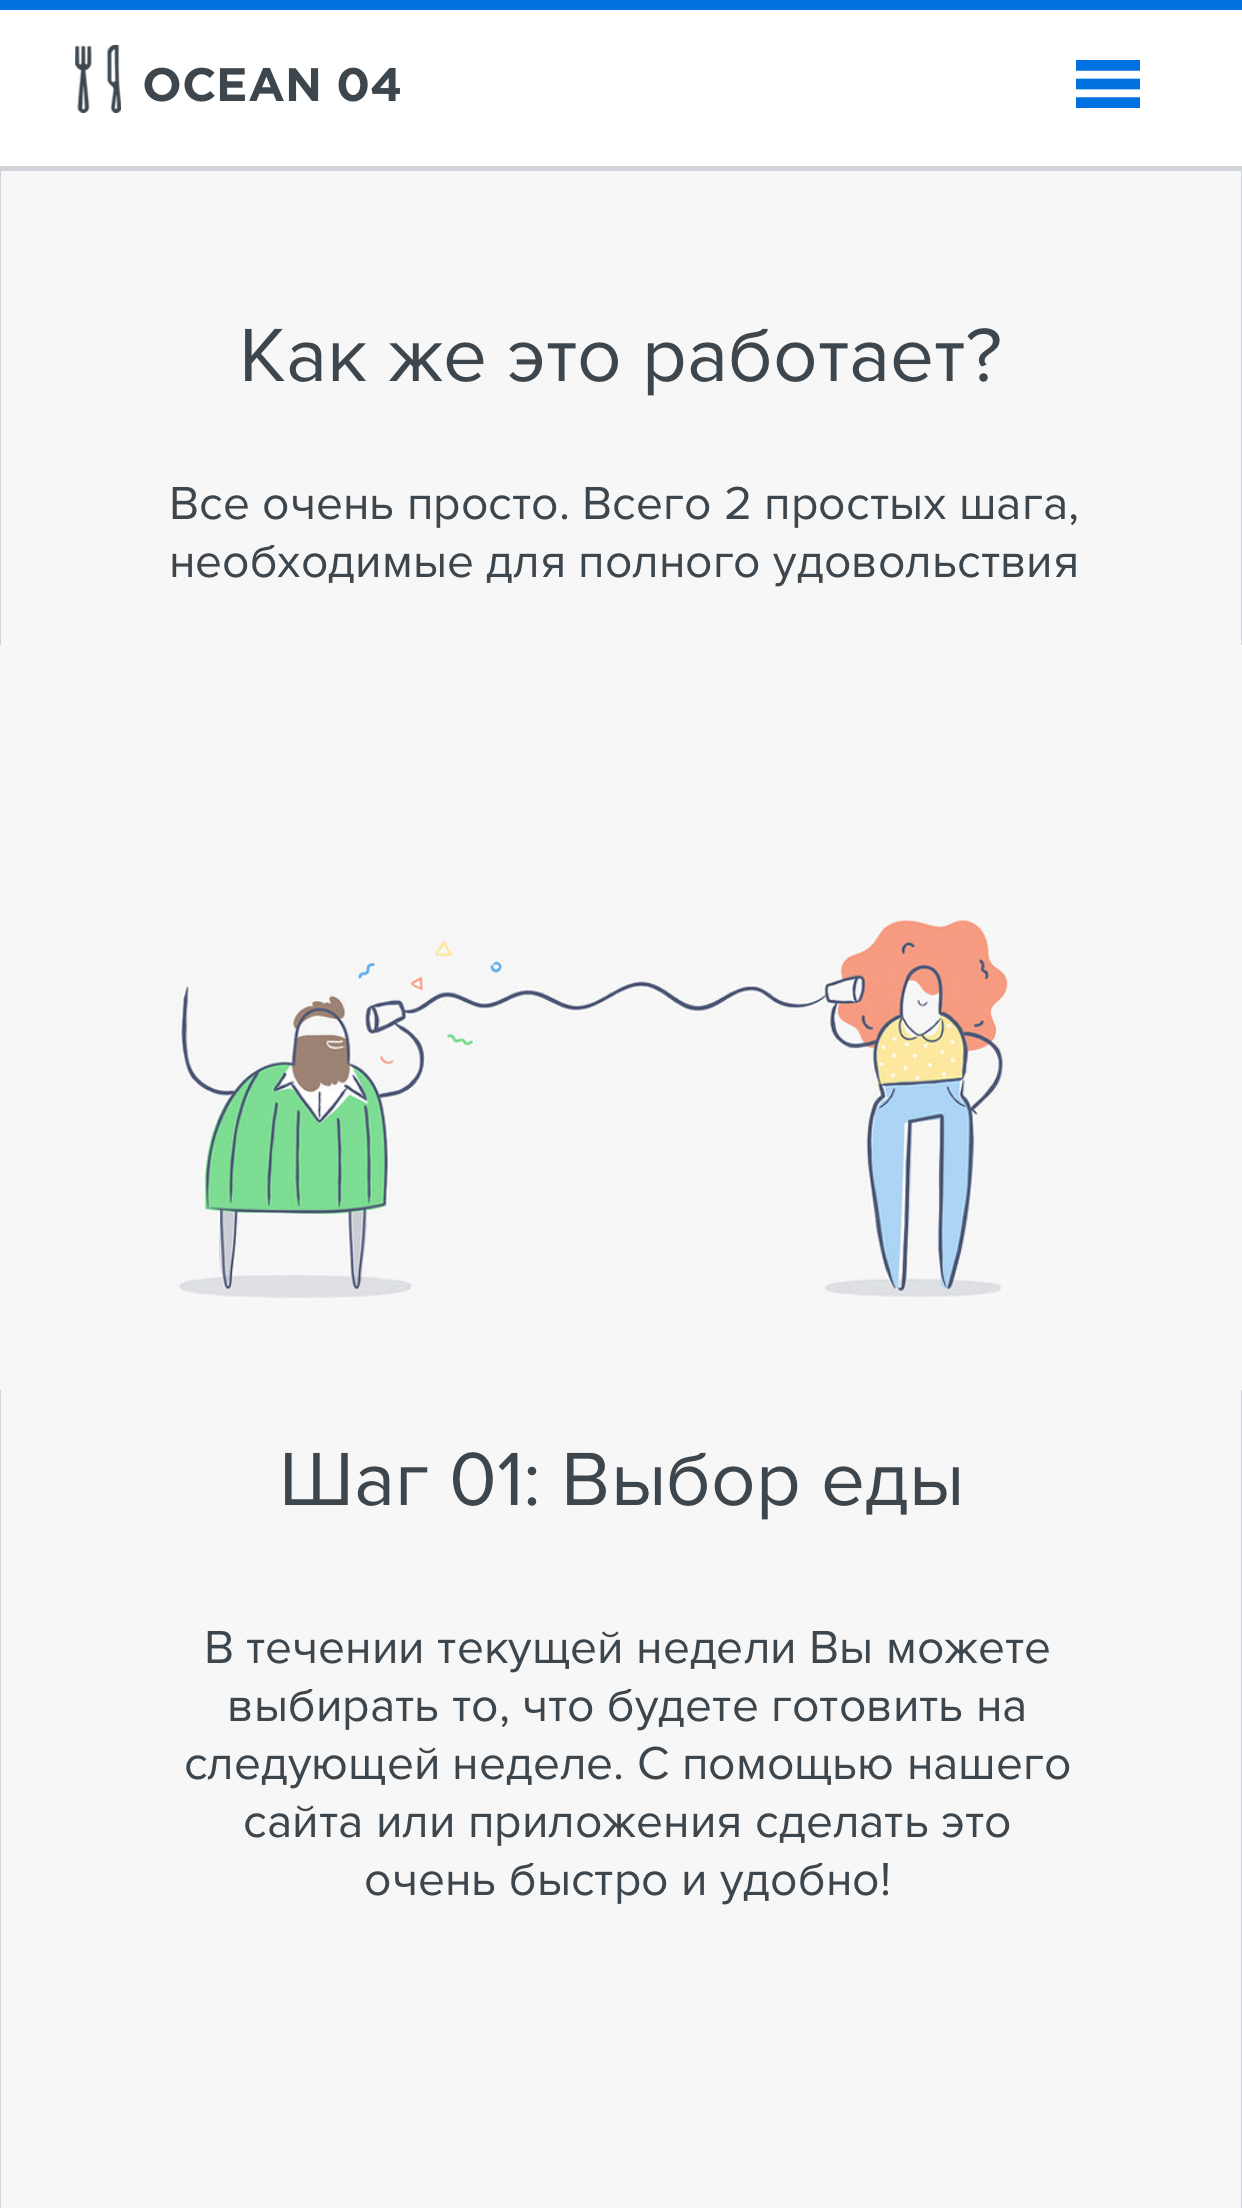 OCEAN 04
Как же это работает?
Все очень просто. Всего 2 простых шага,
необходимые для полного удовольствия
Шаг 01: Выбор еды
В течении текущей недели Вы можете
выбирать то, что будете готовить на
следующей неделе. С помощью нашего
сайта или приложения сделать это
очень быстро и удобно!